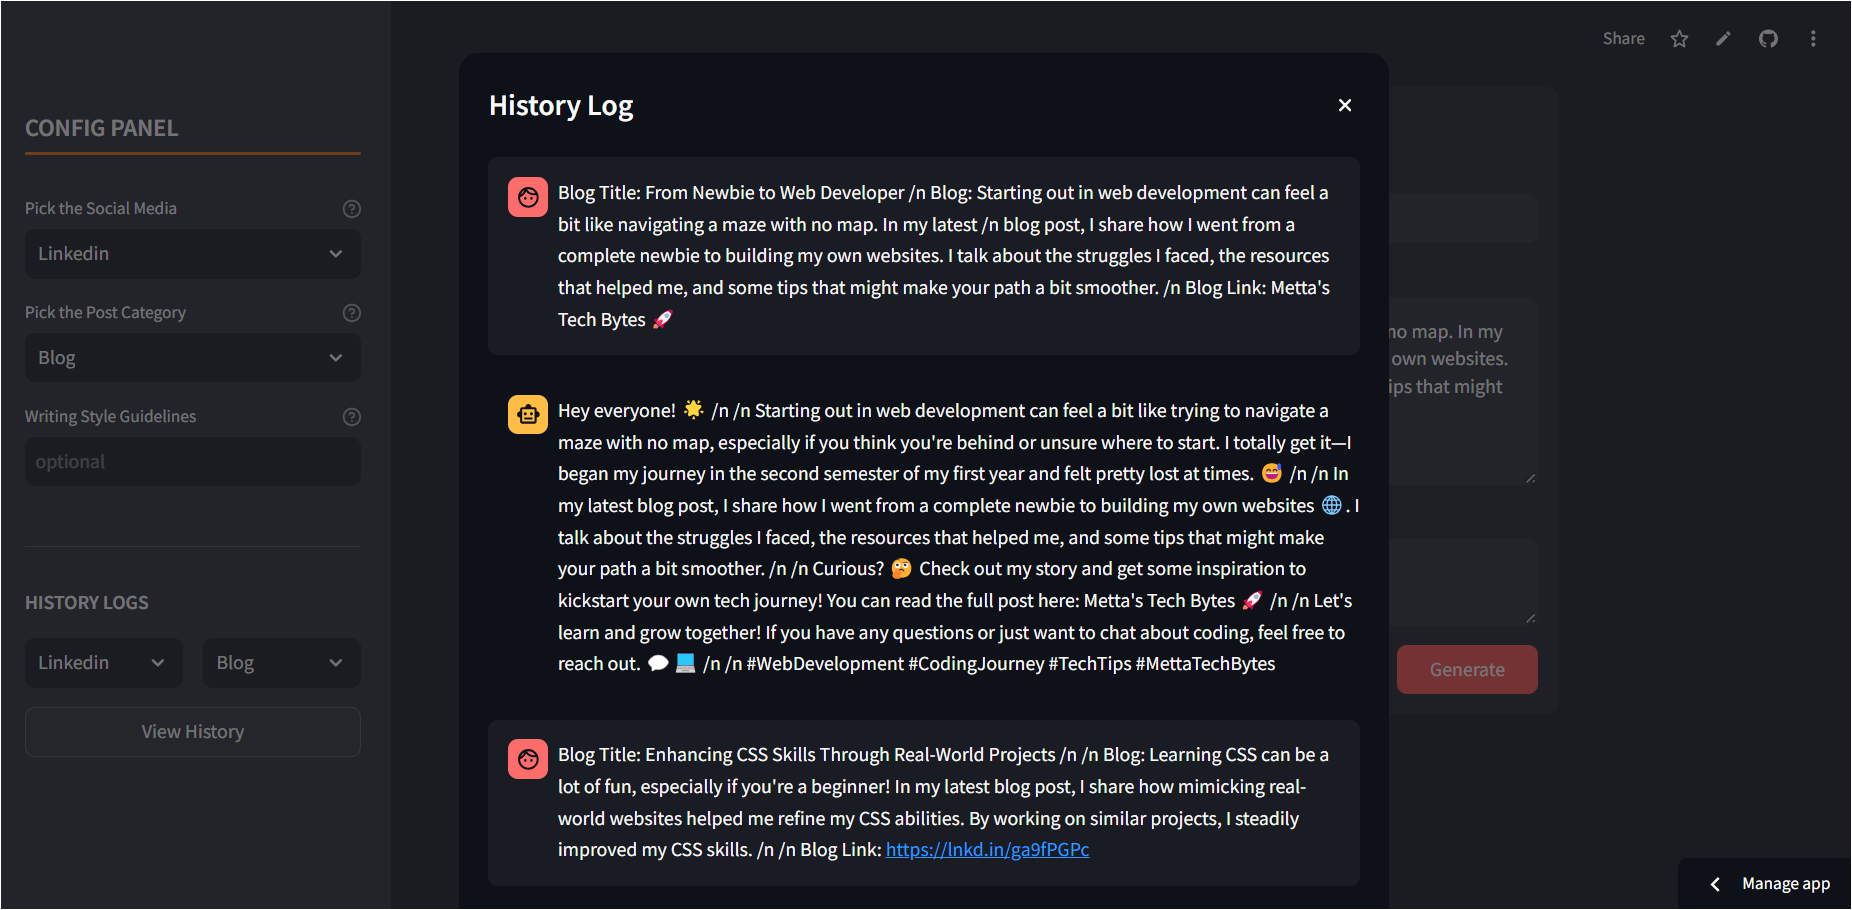 Share
CONFIG PANEL
Pick the Social Media
Linkedin
Pick the Post Category
Blog
Writing Style Guidelines
optional
HISTORY LOGS
Linkedin
Blog
View History
History Log
Blog Title: From Newbie to Web Developer /n Blog: Starting out in web development can feel a
bit like navigating a maze with no map. In my latest /n blog post, I share how I went from a
complete newbie to building my own websites. I talk about the struggles I faced, the resources
that helped me, and some tips that might make your path a bit smoother. /n Blog Link: Metta's
Tech Bytes 🚀
Hey everyone! 🌟 /n /n Starting out in web development can feel a bit like trying to navigate a
maze with no map, especially if you think you're behind or unsure where to start. I totally get it—I
began my journey in the second semester of my first year and felt pretty lost at times. 😅 /n /n In
my latest blog post, I share how I went from a complete newbie to building my own websites 🌐 . I
talk about the struggles I faced, the resources that helped me, and some tips that might make
your path a bit smoother. /n /n Curious? 🤔 Check out my story and get some inspiration to
kickstart your own tech journey! You can read the full post here: Metta's Tech Bytes 🚀 /n /n Let's
learn and grow together! If you have any questions or just want to chat about coding, feel free to
reach out. 💬 💻 /n /n #WebDevelopment #CodingJourney #TechTips #MettaTechBytes
Blog Title: Enhancing CSS Skills Through Real-World Projects /n /n Blog: Learning CSS can be a
lot of fun, especially if you're a beginner! In my latest blog post, I share how mimicking real-
world websites helped me refine my CSS abilities. By working on similar projects, I steadily
improved my CSS skills. /n /n Blog Link: https://lnkd.in/ga9fPGPc
no map. In my
own websites.
ips that might
Generate
Manage app